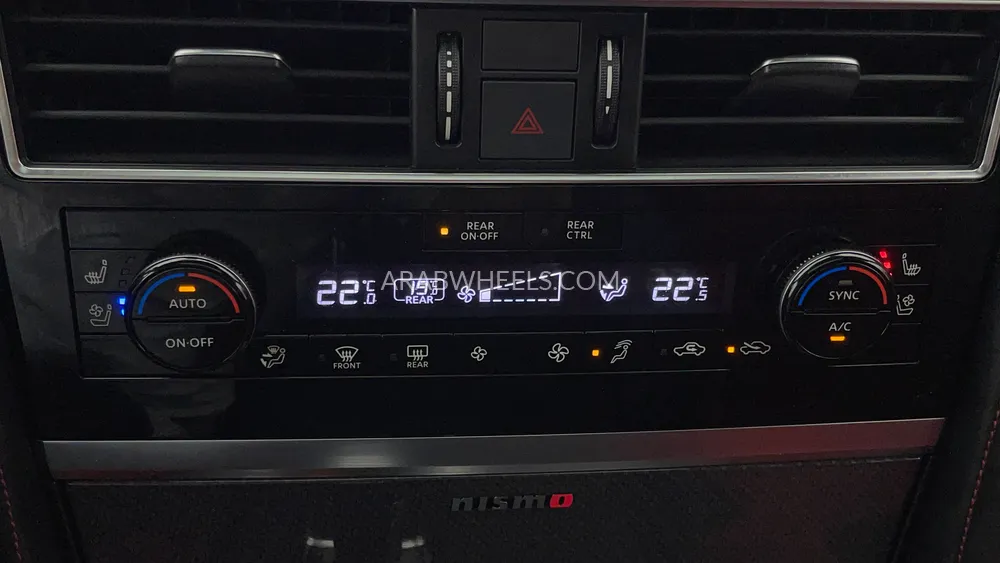 REAR
ON·OFF
REAR
CTRL
22.0°C
REAR
ARABWHEELS.COM
22.5°C
AUTO
ON·OFF
SYNC
A/C
FRONT
REAR
nismo